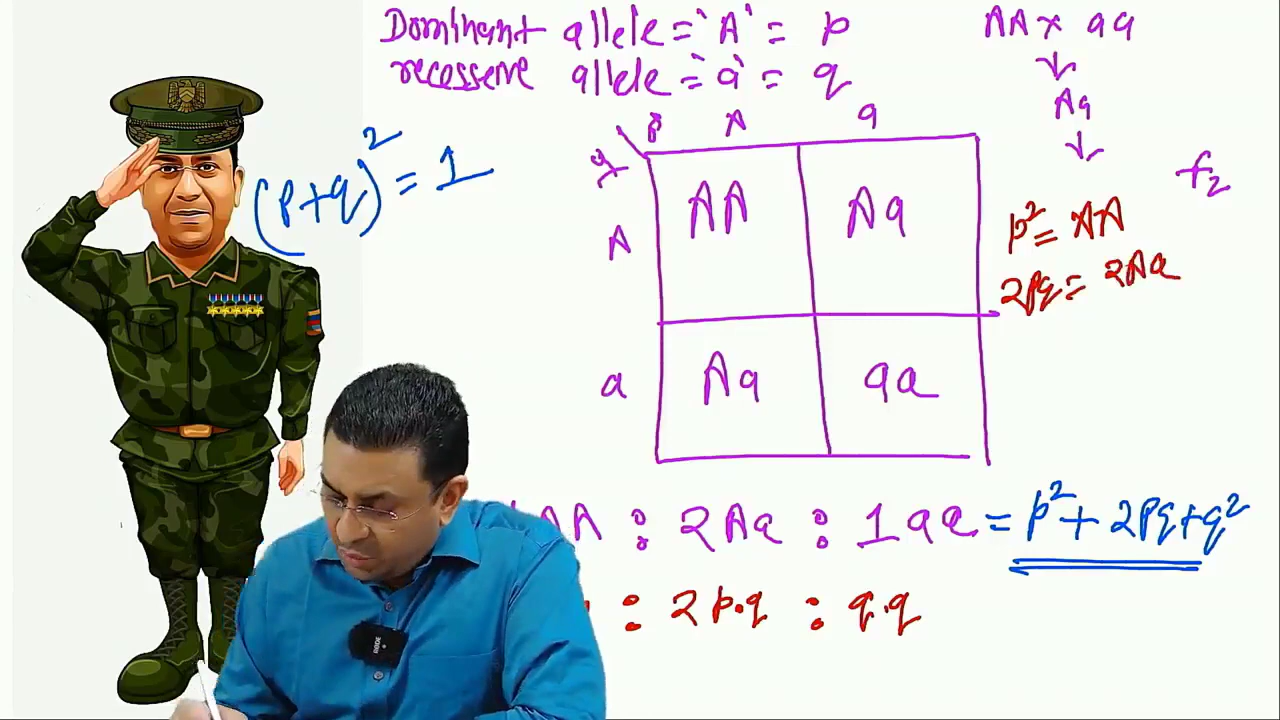 Dominant allele = 'A' = p
recesseve allele = 'a' = q
AA x aa
Aa
F2
(p+q)² = 1
♂ A a
♀
A AA Aa
a Aa aa
p² = AA
2pq = 2Aa
AA : 2Aa : 1aa = p² + 2pq + q²
: 2p.q : q.q